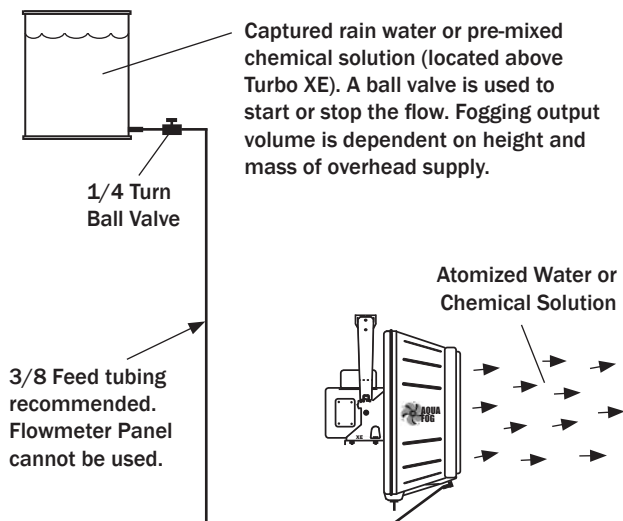 Captured rain water or pre-mixed
chemical solution (located above
Turbo XE). A ball valve is used to
start or stop the flow. Fogging output
volume is dependent on height and
mass of overhead supply.
1/4 Turn
Ball Valve
Atomized Water or
Chemical Solution
3/8 Feed tubing
recommended.
Flowmeter Panel
cannot be used.
AQUA
FOG
XE